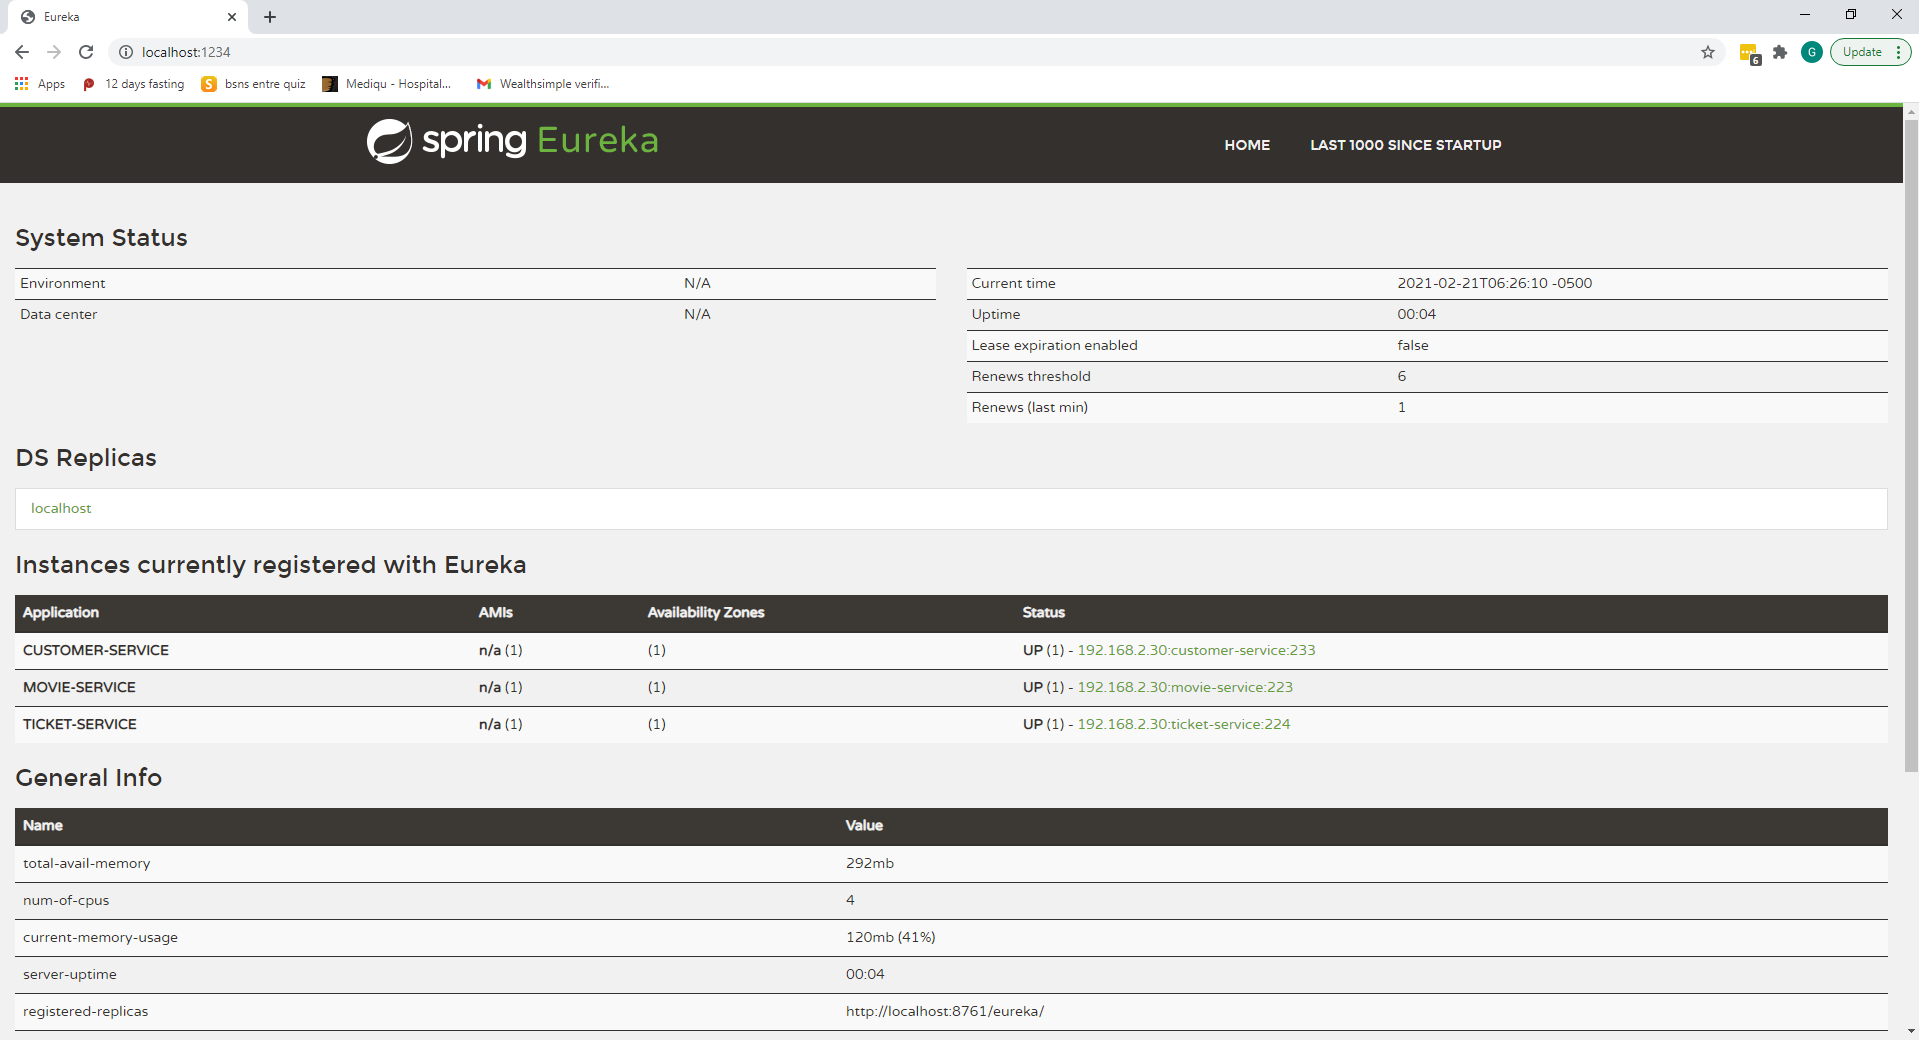 Eureka
localhost:1234
6
G
Update
Apps
12 days fasting
S
bsns entre quiz
Mediqu - Hospital...
Wealthsimple verifi...
spring Eureka
HOME
LAST 1000 SINCE STARTUP
System Status
Environment N/A
Data center N/A
Current time 2021-02-21T06:26:10 -0500
Uptime 00:04
Lease expiration enabled false
Renews threshold 6
Renews (last min) 1
DS Replicas
localhost
Instances currently registered with Eureka
Application AMIs Availability Zones Status
CUSTOMER-SERVICE n/a (1) (1) UP (1) - 192.168.2.30:customer-service:233
MOVIE-SERVICE n/a (1) (1) UP (1) - 192.168.2.30:movie-service:223
TICKET-SERVICE n/a (1) (1) UP (1) - 192.168.2.30:ticket-service:224
General Info
Name Value
total-avail-memory 292mb
num-of-cpus 4
current-memory-usage 120mb (41%)
server-uptime 00:04
registered-replicas http://localhost:8761/eureka/